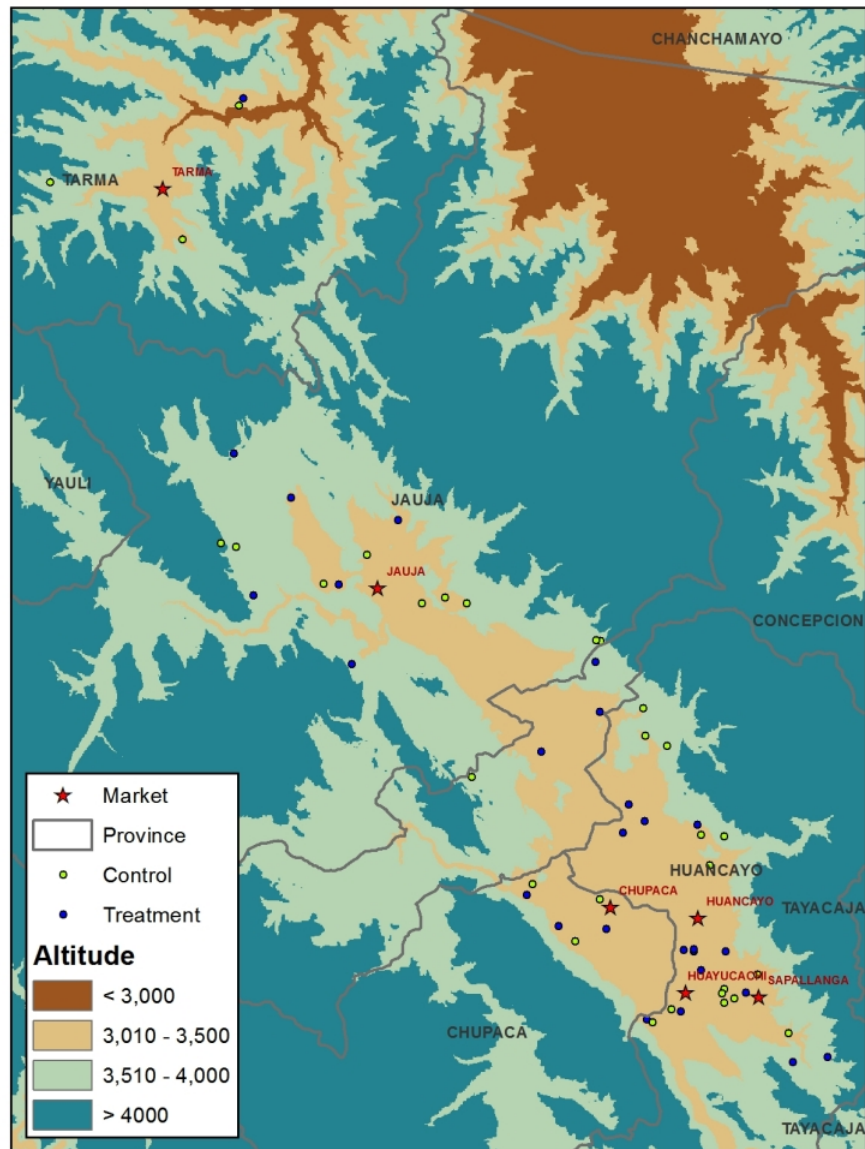 CHANCHAMAYO
TARMA
TARMA
YAULI
JAUJA
JAUJA
CONCEPCION
HUANCAYO
CHUPACA
HUANCAYO
TAYACAJA
HUAYUCACHI
SAPALLANGA
CHUPACA
TAYACAJA
Market
Province
Control
Treatment
Altitude
< 3,000
3,010 - 3,500
3,510 - 4,000
> 4000